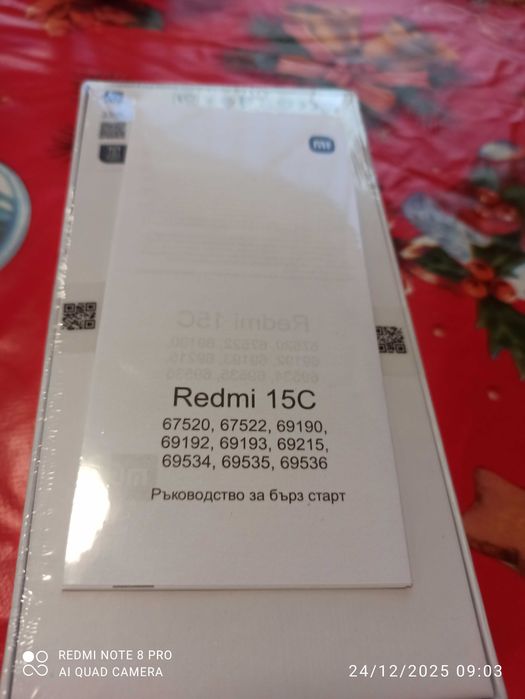 Redmi 15C
67520, 67522, 69190,
69192, 69193, 69215,
69534, 69535, 69536
Ръководство за бърз старт
REDMI NOTE 8 PRO
AI QUAD CAMERA
24/12/2025 09:03